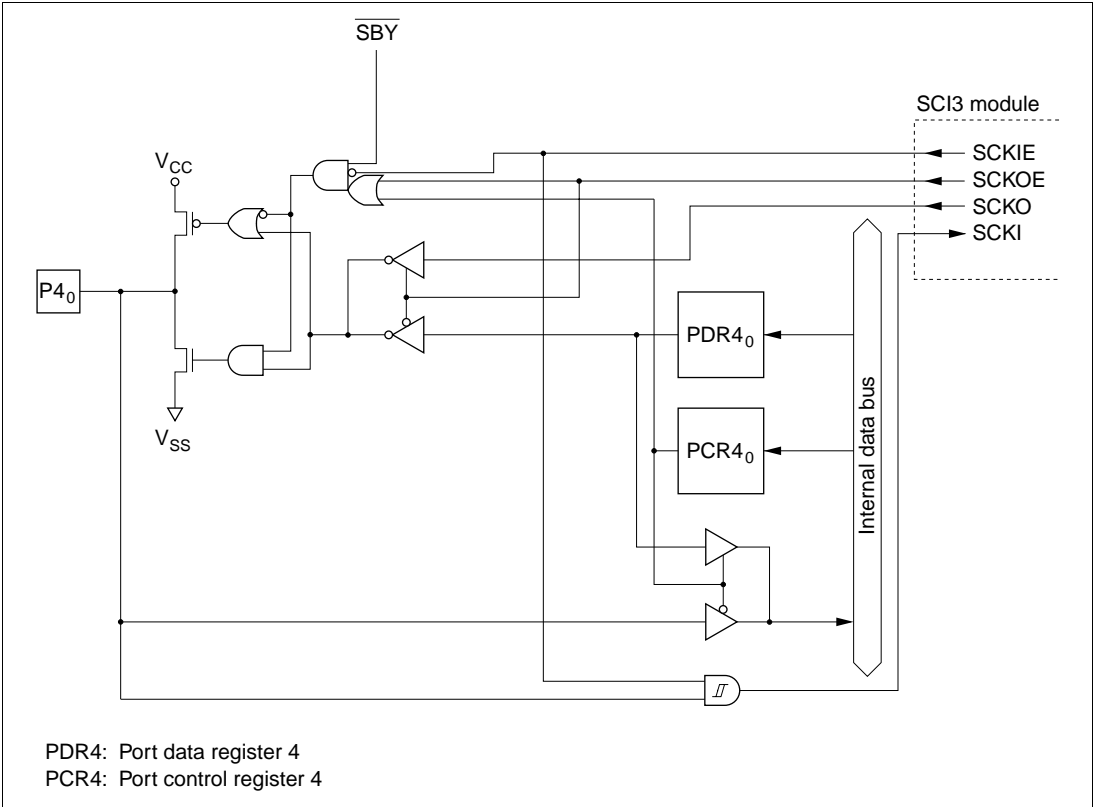 SBY
SCI3 module
VCC
SCKIE
SCKOE
SCKO
SCKI
P40
PDR40
PCR40
VSS
Internal data bus
PDR4: Port data register 4
PCR4: Port control register 4